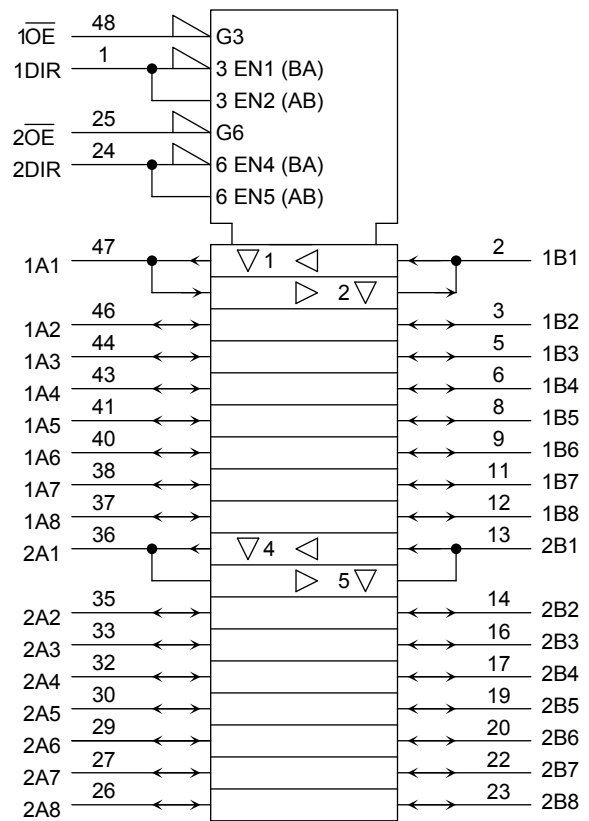 1O̅E̅ 48 G3
1DIR 1 3 EN1 (BA)
3 EN2 (AB)
2O̅E̅ 25 G6
2DIR 24 6 EN4 (BA)
6 EN5 (AB)
1A1 47 ▽ 1 ◁ 2 1B1
▷ 2 ▽
1A2 46 3 1B2
1A3 44 5 1B3
1A4 43 6 1B4
1A5 41 8 1B5
1A6 40 9 1B6
1A7 38 11 1B7
1A8 37 12 1B8
2A1 36 ▽ 4 ◁ 13 2B1
▷ 5 ▽
2A2 35 14 2B2
2A3 33 16 2B3
2A4 32 17 2B4
2A5 30 19 2B5
2A6 29 20 2B6
2A7 27 22 2B7
2A8 26 23 2B8